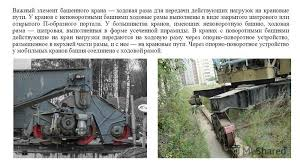 Важный элемент башенного крана — ходовая рама для передачи действующих нагрузок на крановые
пути. У кранов с неповоротными башнями ходовые рамы выполнены в виде закрытого шатрового или
открытого П-образного портала. У большинства кранов, имеющих неповоротную башню, ходовая
рама — шатровая, выполненная в форме усеченной пирамиды. В кранах с поворотными башнями
действующие на кран нагрузки передаются на ходовую раму через опорно-поворотное устройство,
размещенное в верхней части рамы, и с нее — на крановые пути. Через опорно-поворотное устройство
у мобильных кранов башня соединена с ходовой рамой.
MyShared